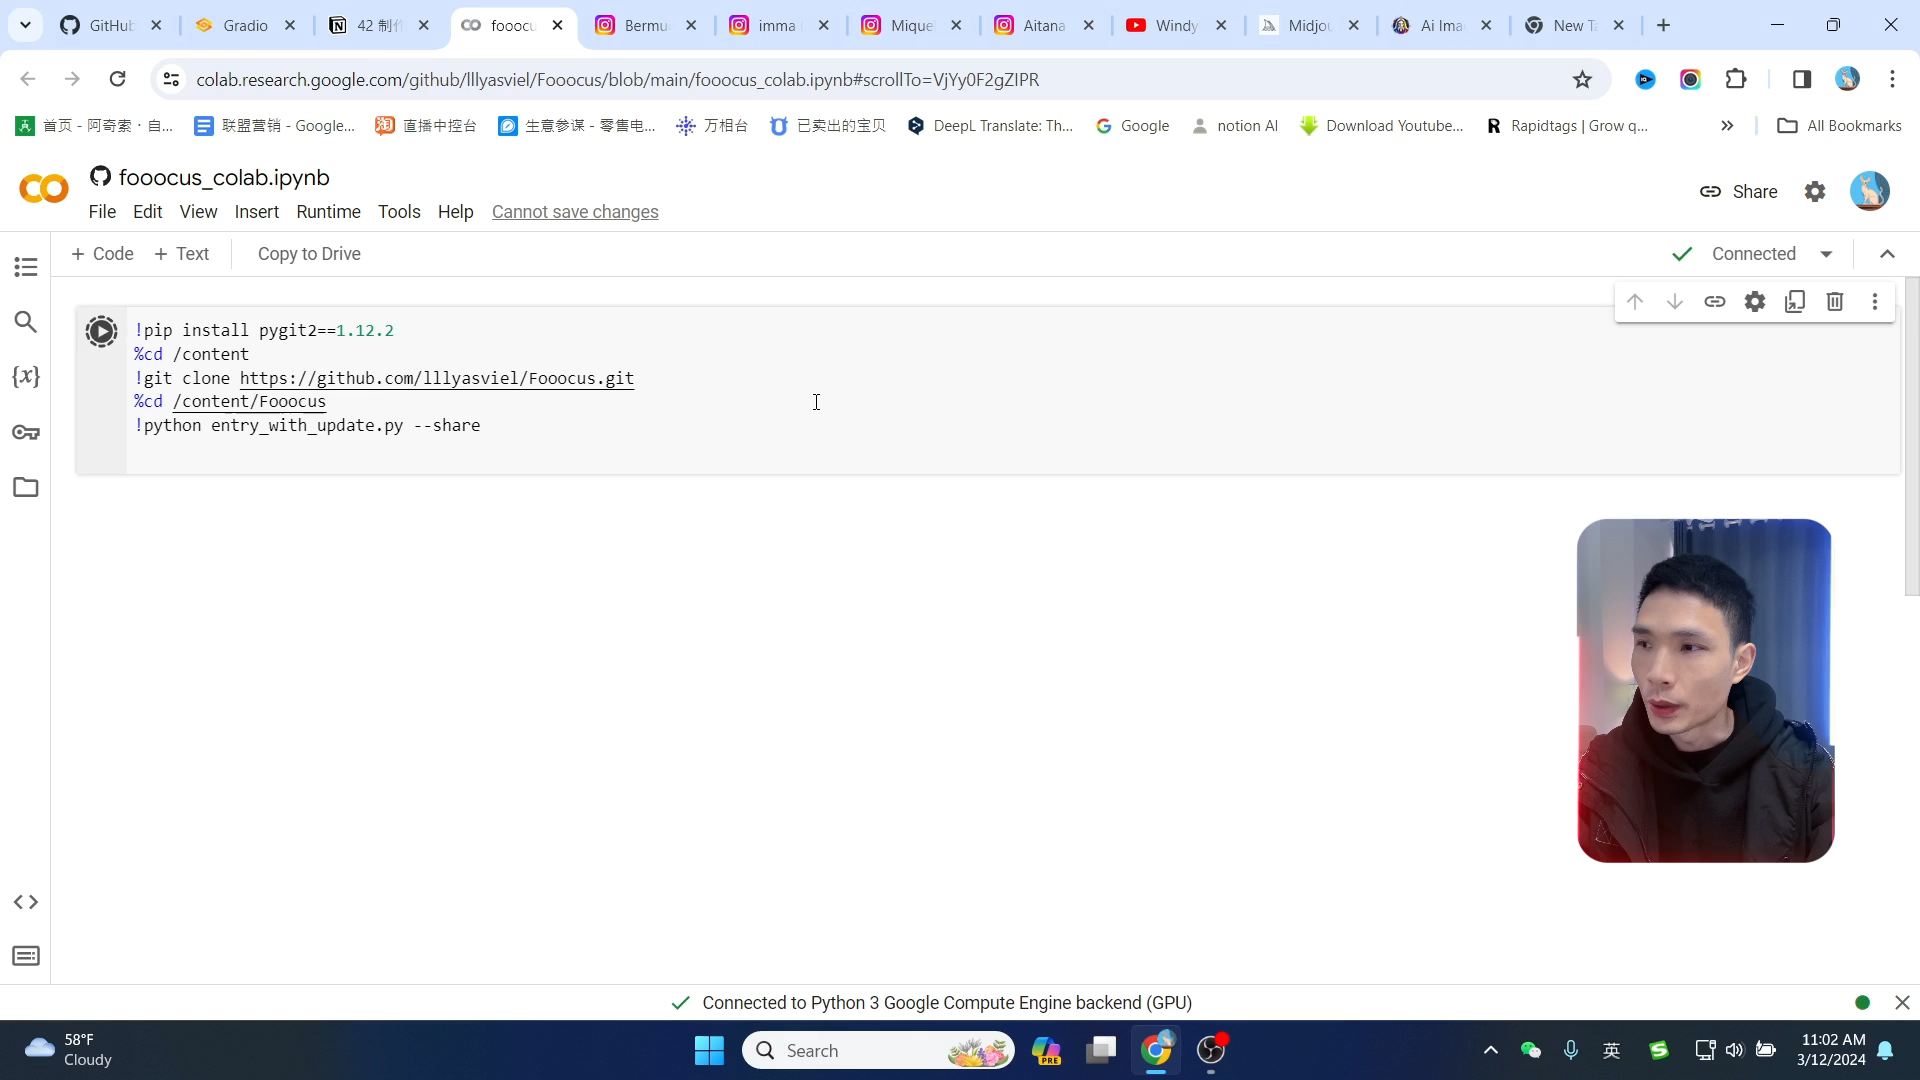 GitHub
Gradio
42 制作
fooocu
Bermu
imma
Mique
Aitana
Windy
Midjou
Ai Ima
New Ta
colab.research.google.com/github/lllyasviel/Fooocus/blob/main/fooocus_colab.ipynb#scrollTo=VjYy0F2gZIPR
首页 - 阿奇索 · 自...
联盟营销 - Google...
直播中控台
生意参谋 - 零售电...
万相台
已卖出的宝贝
DeepL Translate: Th...
Google
notion AI
Download Youtube...
Rapidtags | Grow q...
All Bookmarks
fooocus_colab.ipynb
File Edit View Insert Runtime Tools Help Cannot save changes
Share
+ Code + Text Copy to Drive
Connected
!pip install pygit2==1.12.2
%cd /content
!git clone https://github.com/lllyasviel/Fooocus.git
%cd /content/Fooocus
!python entry_with_update.py --share
Connected to Python 3 Google Compute Engine backend (GPU)
58°F
Cloudy
Search
PRE
英
11:02 AM
3/12/2024